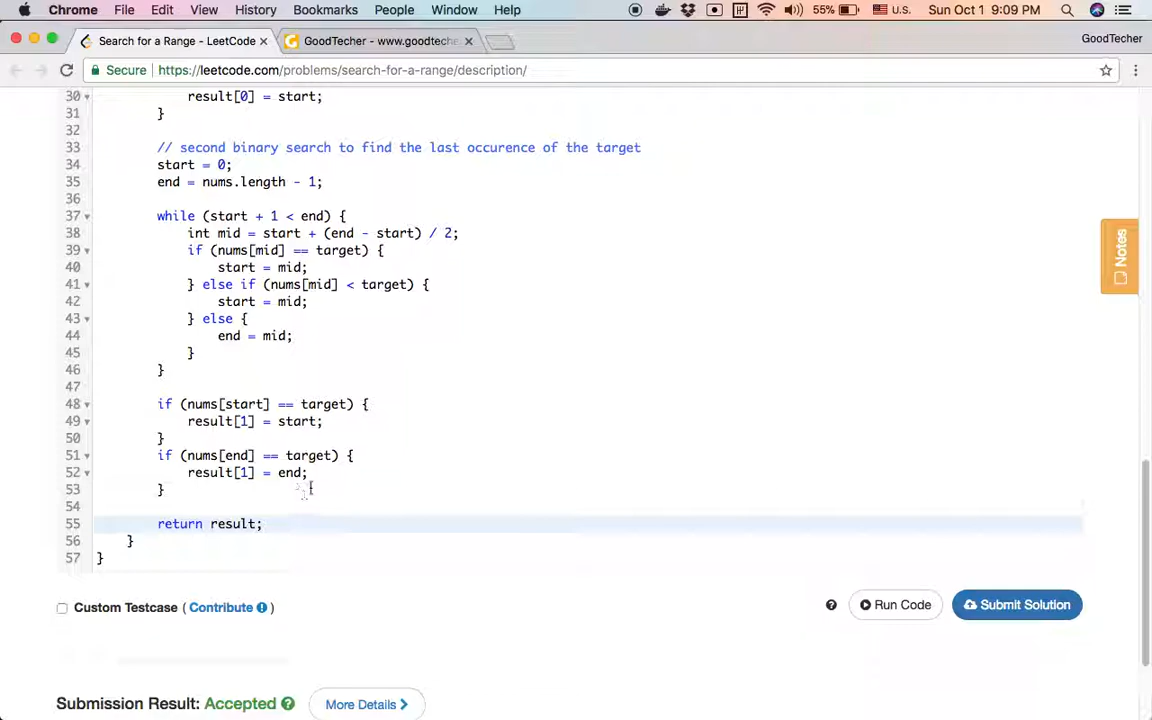 Chrome File Edit View History Bookmarks People Window Help 55% U.S. Sun Oct 1 9:09 PM
Search for a Range - LeetCode GoodTecher - www.goodteche GoodTecher
Secure https://leetcode.com/problems/search-for-a-range/description/
30 result[0] = start;
31 }
32
33 // second binary search to find the last occurence of the target
34 start = 0;
35 end = nums.length - 1;
36
37 while (start + 1 < end) {
38 int mid = start + (end - start) / 2;
39 if (nums[mid] == target) {
40 start = mid;
41 } else if (nums[mid] < target) {
42 start = mid;
43 } else {
44 end = mid;
45 }
46 }
47
48 if (nums[start] == target) {
49 result[1] = start;
50 }
51 if (nums[end] == target) {
52 result[1] = end;
53 }
54
55 return result;
56 }
57 }
Notes
Custom Testcase ( Contribute ) ? Run Code Submit Solution
Submission Result: Accepted ? More Details